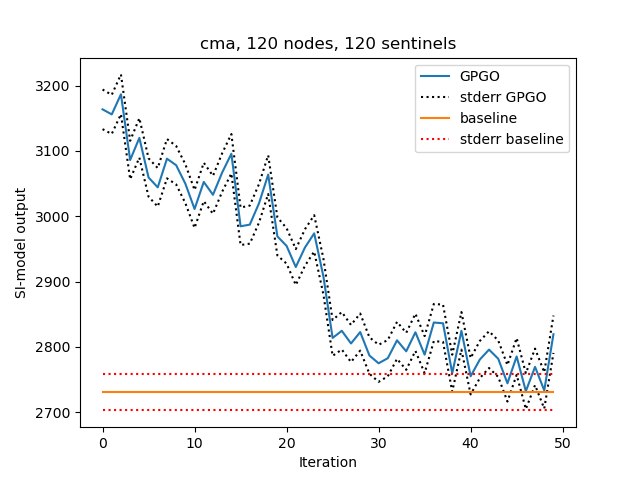 cma, 120 nodes, 120 sentinels
GPGO
stderr GPGO
baseline
stderr baseline
SI-model output
3200
3100
3000
2900
2800
2700
0 10 20 30 40 50
Iteration